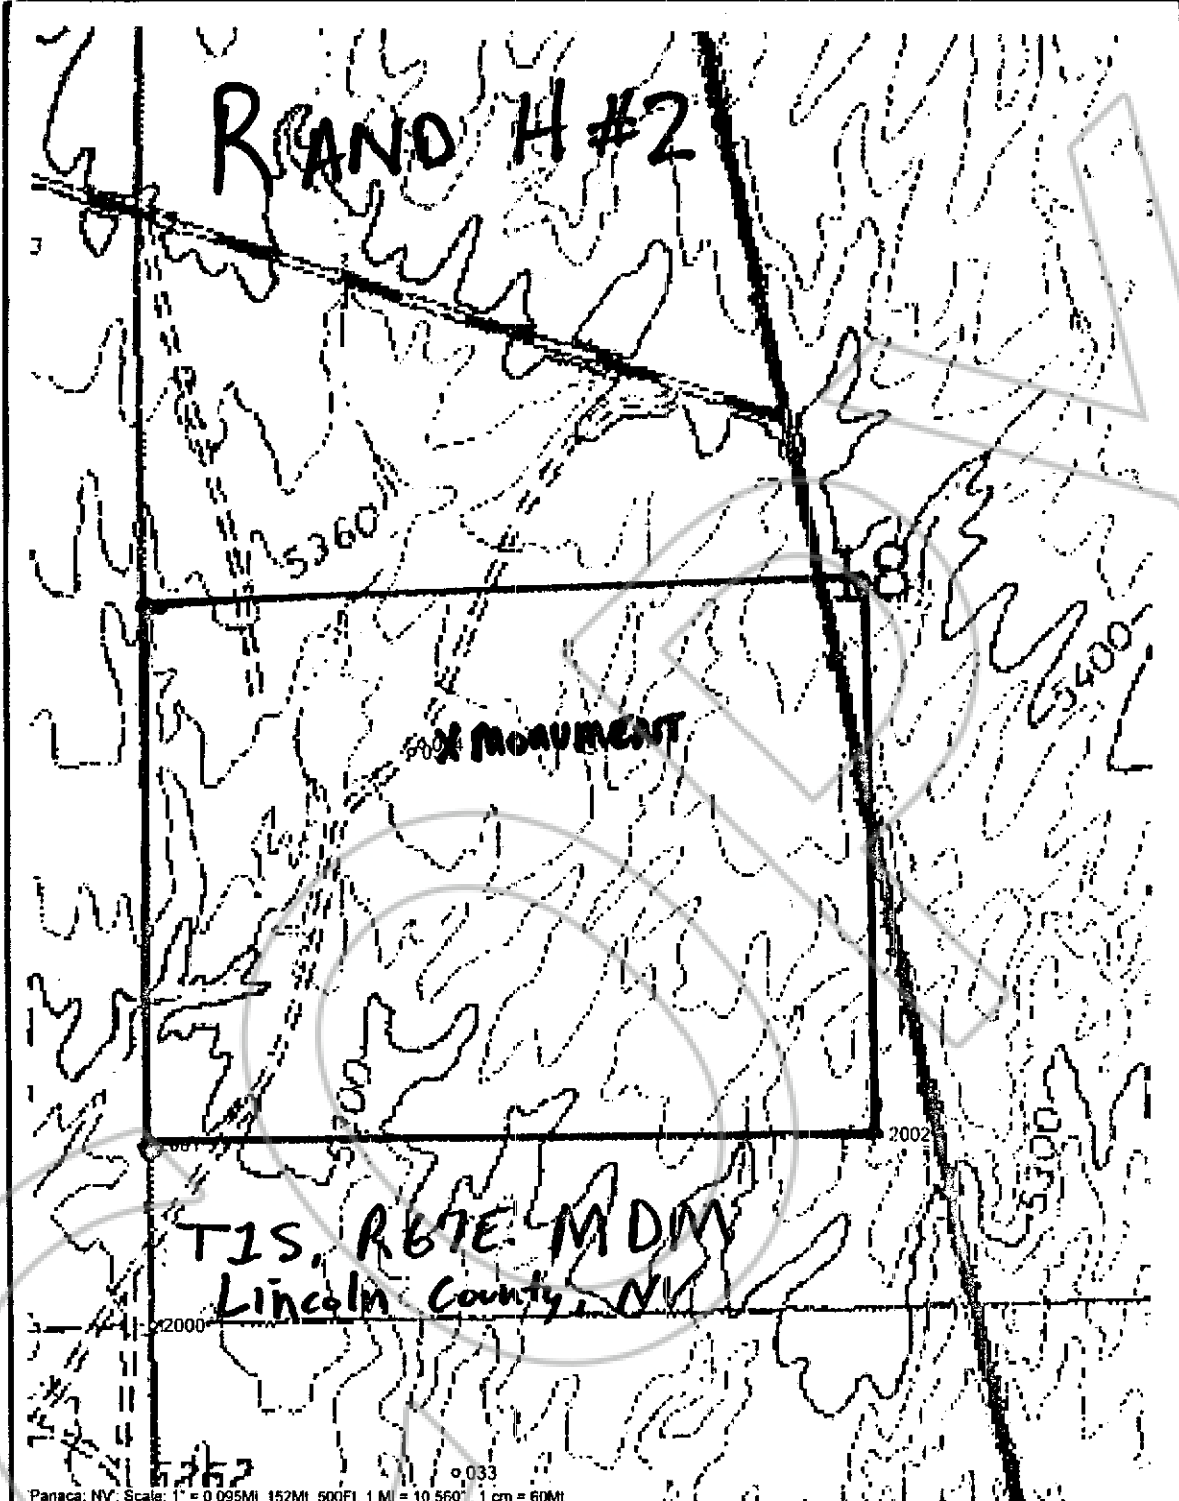 RAND H #2
5360
18
5400
X Monument
5300
2002
T1S, R67E MDM
Lincoln County, NV
2000
033
Panaca; NV; Scale: 1" = 0.095Mi 152Mt 500Ft 1 Mi = 10.560" 1 cm = 60Mt